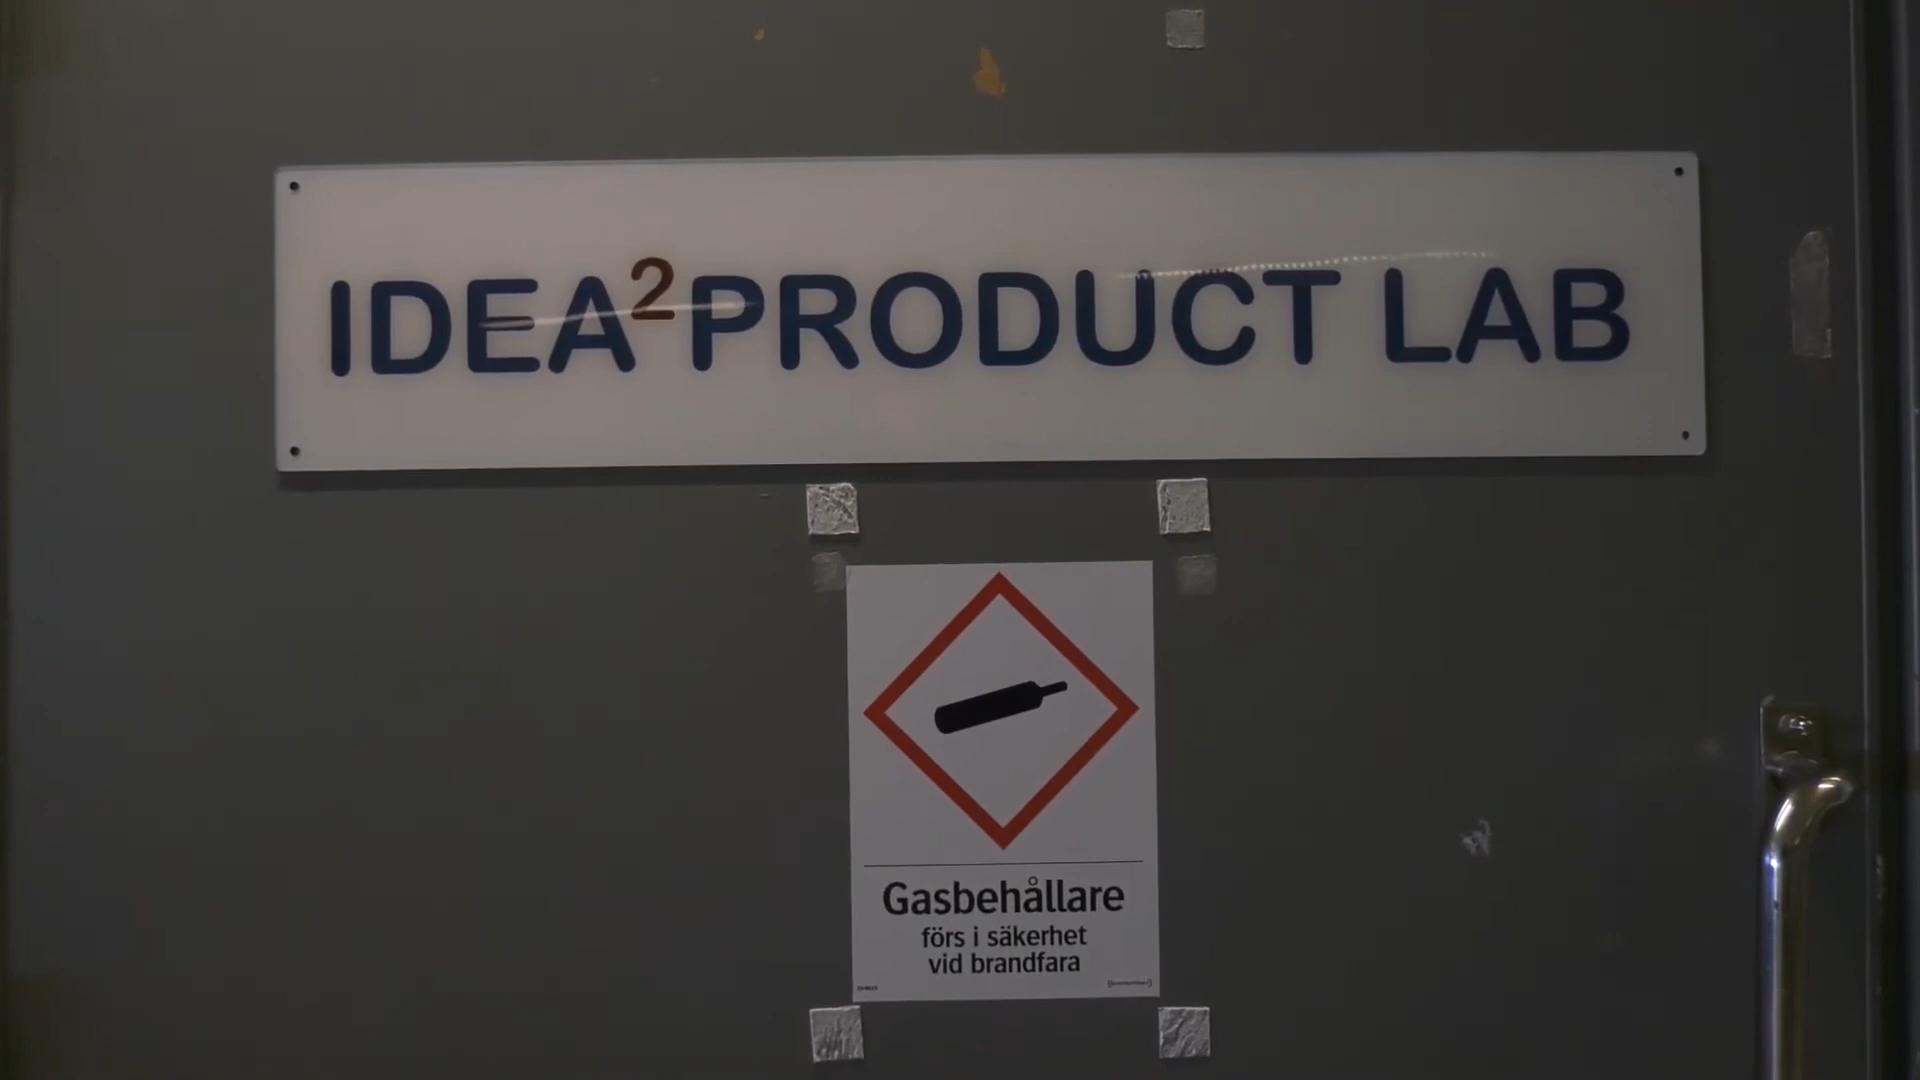 IDEA²PRODUCT LAB
Gasbehållare
förs i säkerhet
vid brandfara